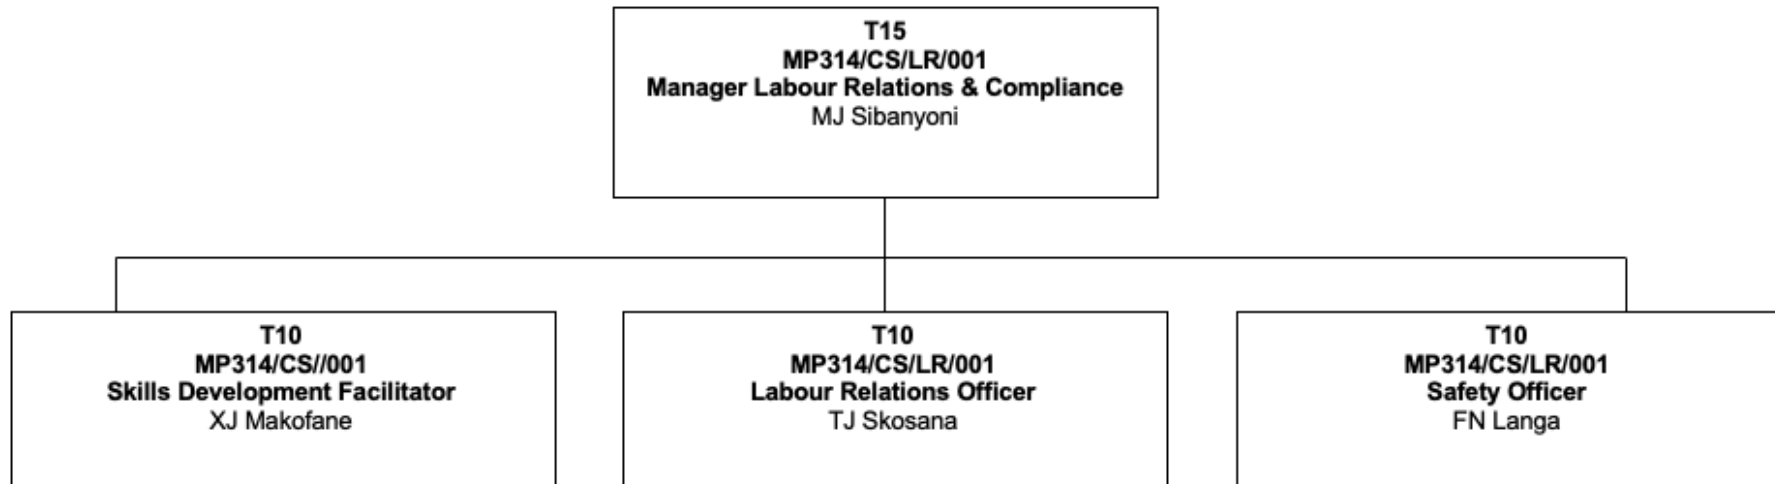 T15
MP314/CS/LR/001
Manager Labour Relations & Compliance
MJ Sibanyoni
T10
MP314/CS//001
Skills Development Facilitator
XJ Makofane
T10
MP314/CS/LR/001
Labour Relations Officer
TJ Skosana
T10
MP314/CS/LR/001
Safety Officer
FN Langa